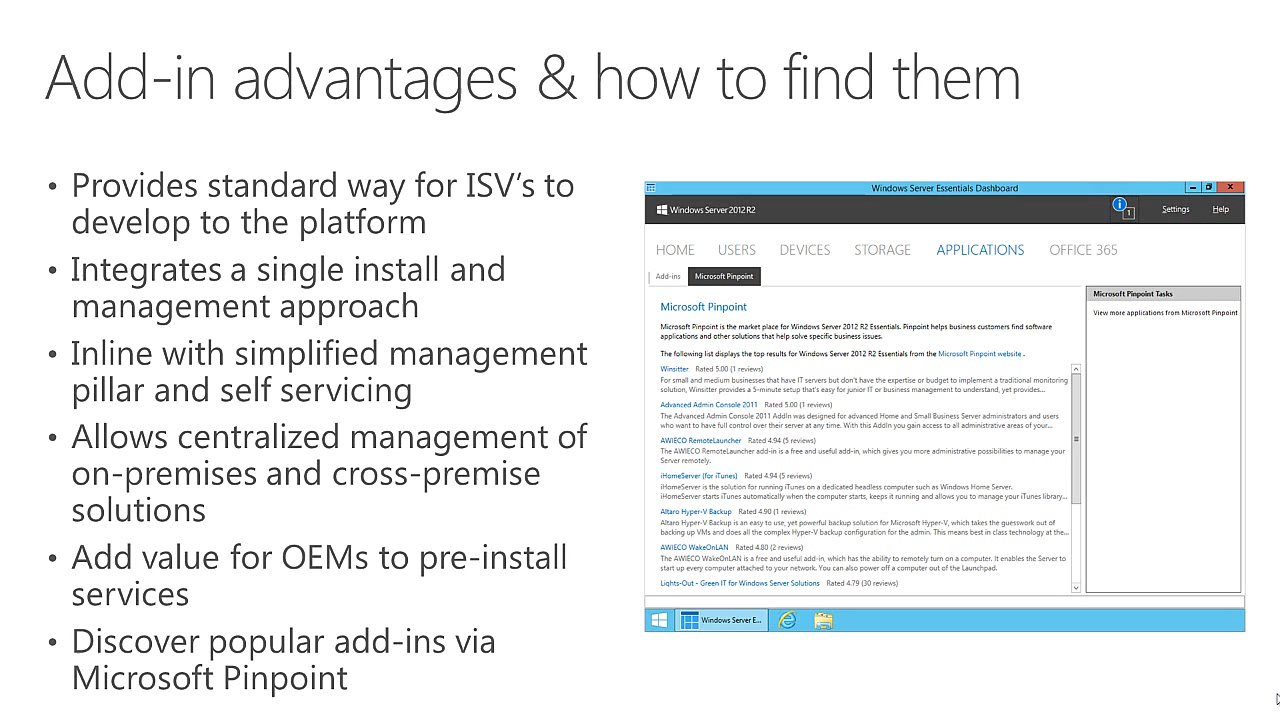 Add-in advantages & how to find them
• Provides standard way for ISV's to
develop to the platform
• Integrates a single install and
management approach
• Inline with simplified management
pillar and self servicing
• Allows centralized management of
on-premises and cross-premise
solutions
• Add value for OEMs to pre-install
services
• Discover popular add-ins via
Microsoft Pinpoint
Windows Server Essentials Dashboard
Windows Server 2012 R2
1
Settings
Help
HOME USERS DEVICES STORAGE APPLICATIONS OFFICE 365
Add-ins Microsoft Pinpoint
Microsoft Pinpoint
Microsoft Pinpoint is the market place for Windows Server 2012 R2 Essentials. Pinpoint helps business customers find software
applications and other solutions that help solve specific business issues.
The following list displays the top results for Windows Server 2012 R2 Essentials from the Microsoft Pinpoint website .
Winsitter Rated 5.00 (1 reviews)
For small and medium businesses that have IT servers but don't have the expertise or budget to implement a traditional monitoring
solution, Winsitter provides a 5-minute setup that's easy for junior IT or business management to understand, yet provides...
Advanced Admin Console 2011 Rated 5.00 (1 reviews)
The Advanced Admin Console 2011 AddIn was designed for advanced Home and Small Business Server administrators and users
who want to have full control over their server at any time. With this AddIn you gain access to all administrative areas of your...
AWIECO RemoteLauncher Rated 4.94 (5 reviews)
The AWIECO RemoteLauncher add-in is a free and useful add-in, which gives you more administrative possibilities to manage your
Server remotely.
iHomeServer (for iTunes) Rated 4.94 (5 reviews)
iHomeServer is the solution for running iTunes on a dedicated headless computer such as Windows Home Server.
iHomeServer starts iTunes automatically when the computer starts, keeps it running and allows you to manage your iTunes library...
Altaro Hyper-V Backup Rated 4.90 (1 reviews)
Altaro Hyper-V Backup is an easy to use, yet powerful backup solution for Microsoft Hyper-V, which takes the guesswork out of
backing up VMs and does all the complex Hyper-V backup configuration for the admin. This means best in class technology at the...
AWIECO WakeOnLAN Rated 4.80 (2 reviews)
The AWIECO WakeOnLAN is a free and useful add-in, which has the ability to remotely turn on a computer. It enables the Server to
start up every computer attached to your network. You can also power off a computer out of the Launchpad.
Lights-Out - Green IT for Windows Server Solutions Rated 4.79 (30 reviews)
Microsoft Pinpoint Tasks
View more applications from Microsoft Pinpoint
Windows Server E...